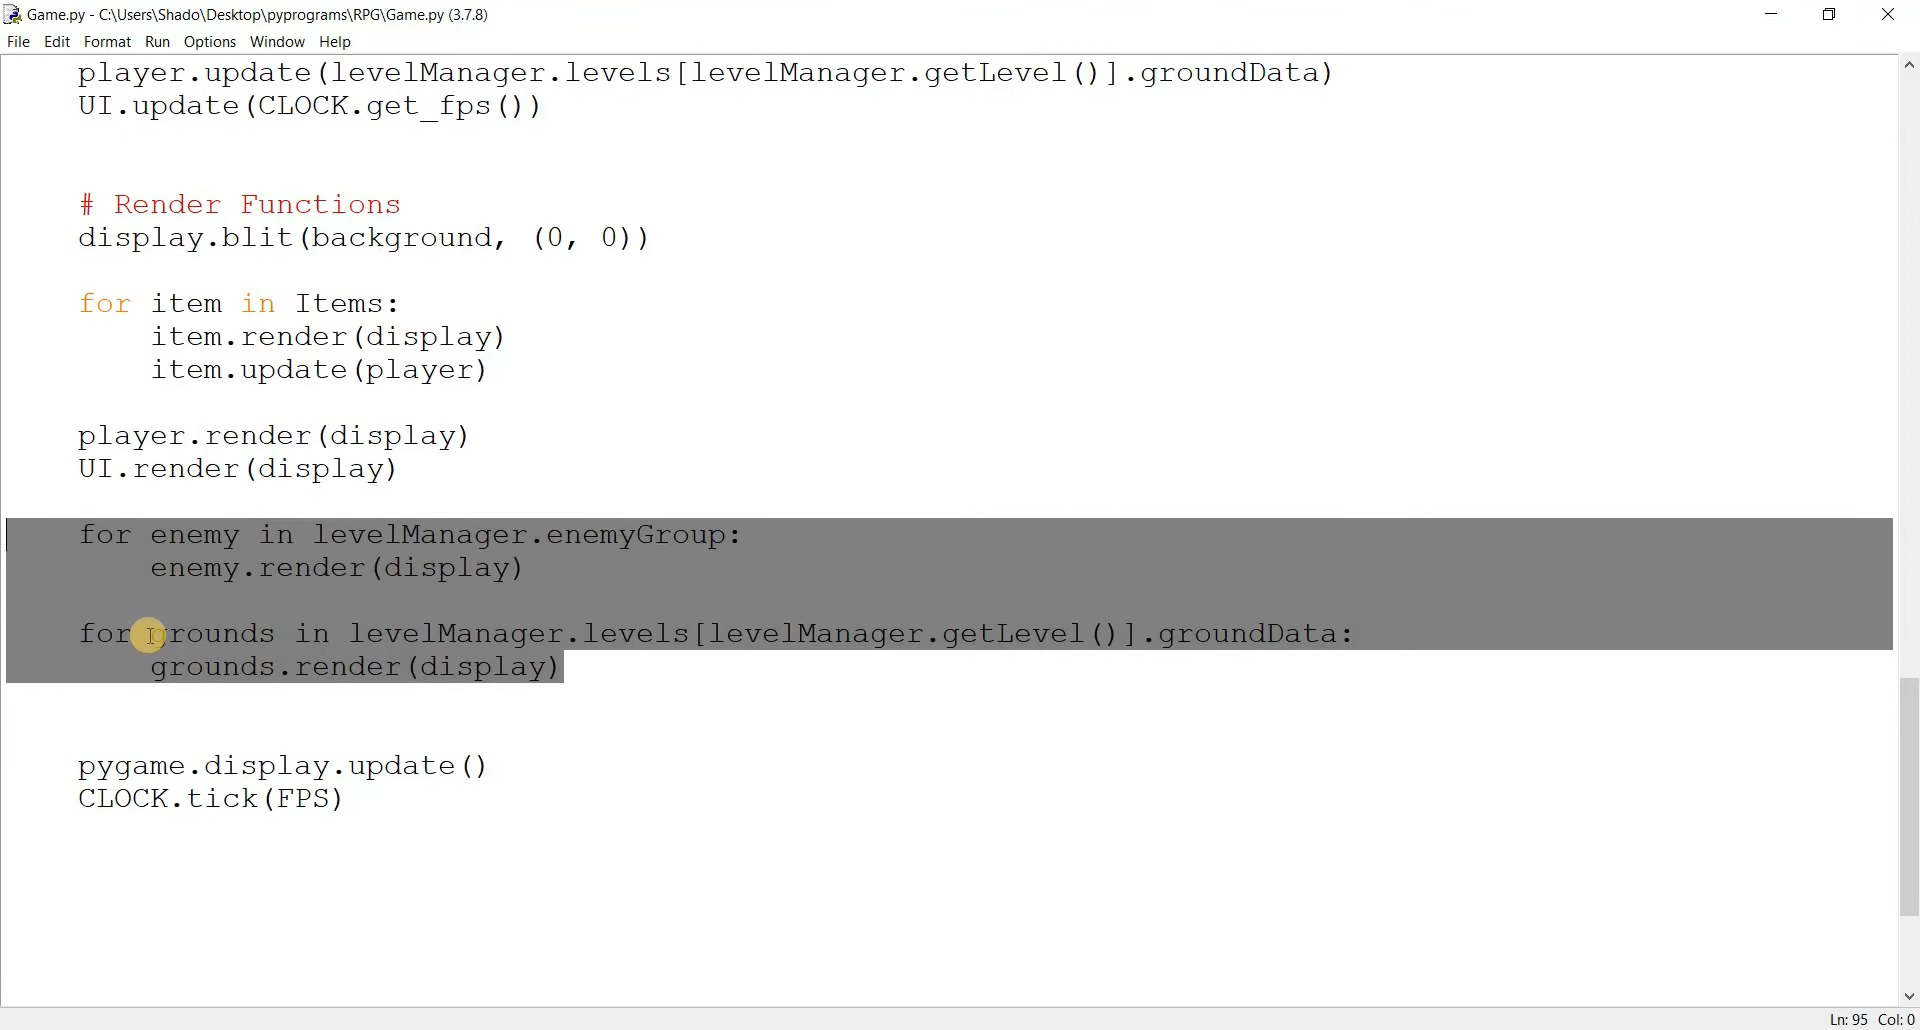 Game.py - C:\Users\Shado\Desktop\pyprograms\RPG\Game.py (3.7.8)
File Edit Format Run Options Window Help
player.update(levelManager.levels[levelManager.getLevel()].groundData)
UI.update(CLOCK.get_fps())
# Render Functions
display.blit(background, (0, 0))
for item in Items:
item.render(display)
item.update(player)
player.render(display)
UI.render(display)
for enemy in levelManager.enemyGroup:
enemy.render(display)
for grounds in levelManager.levels[levelManager.getLevel()].groundData:
grounds.render(display)
pygame.display.update()
CLOCK.tick(FPS)
Ln: 95 Col: 0